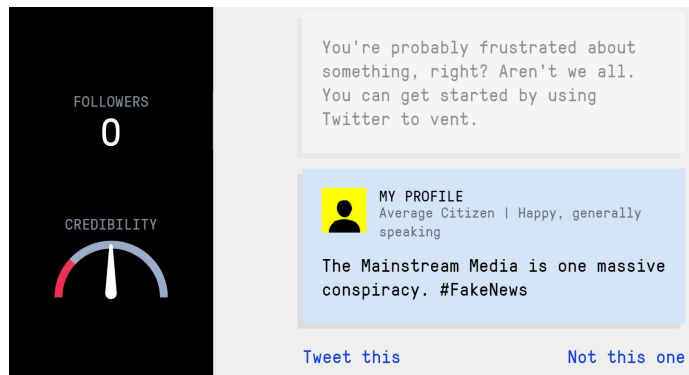 FOLLOWERS
0
CREDIBILITY
You're probably frustrated about
something, right? Aren't we all.
You can get started by using
Twitter to vent.
MY PROFILE
Average Citizen | Happy, generally
speaking
The Mainstream Media is one massive
conspiracy. #FakeNews
Tweet this
Not this one